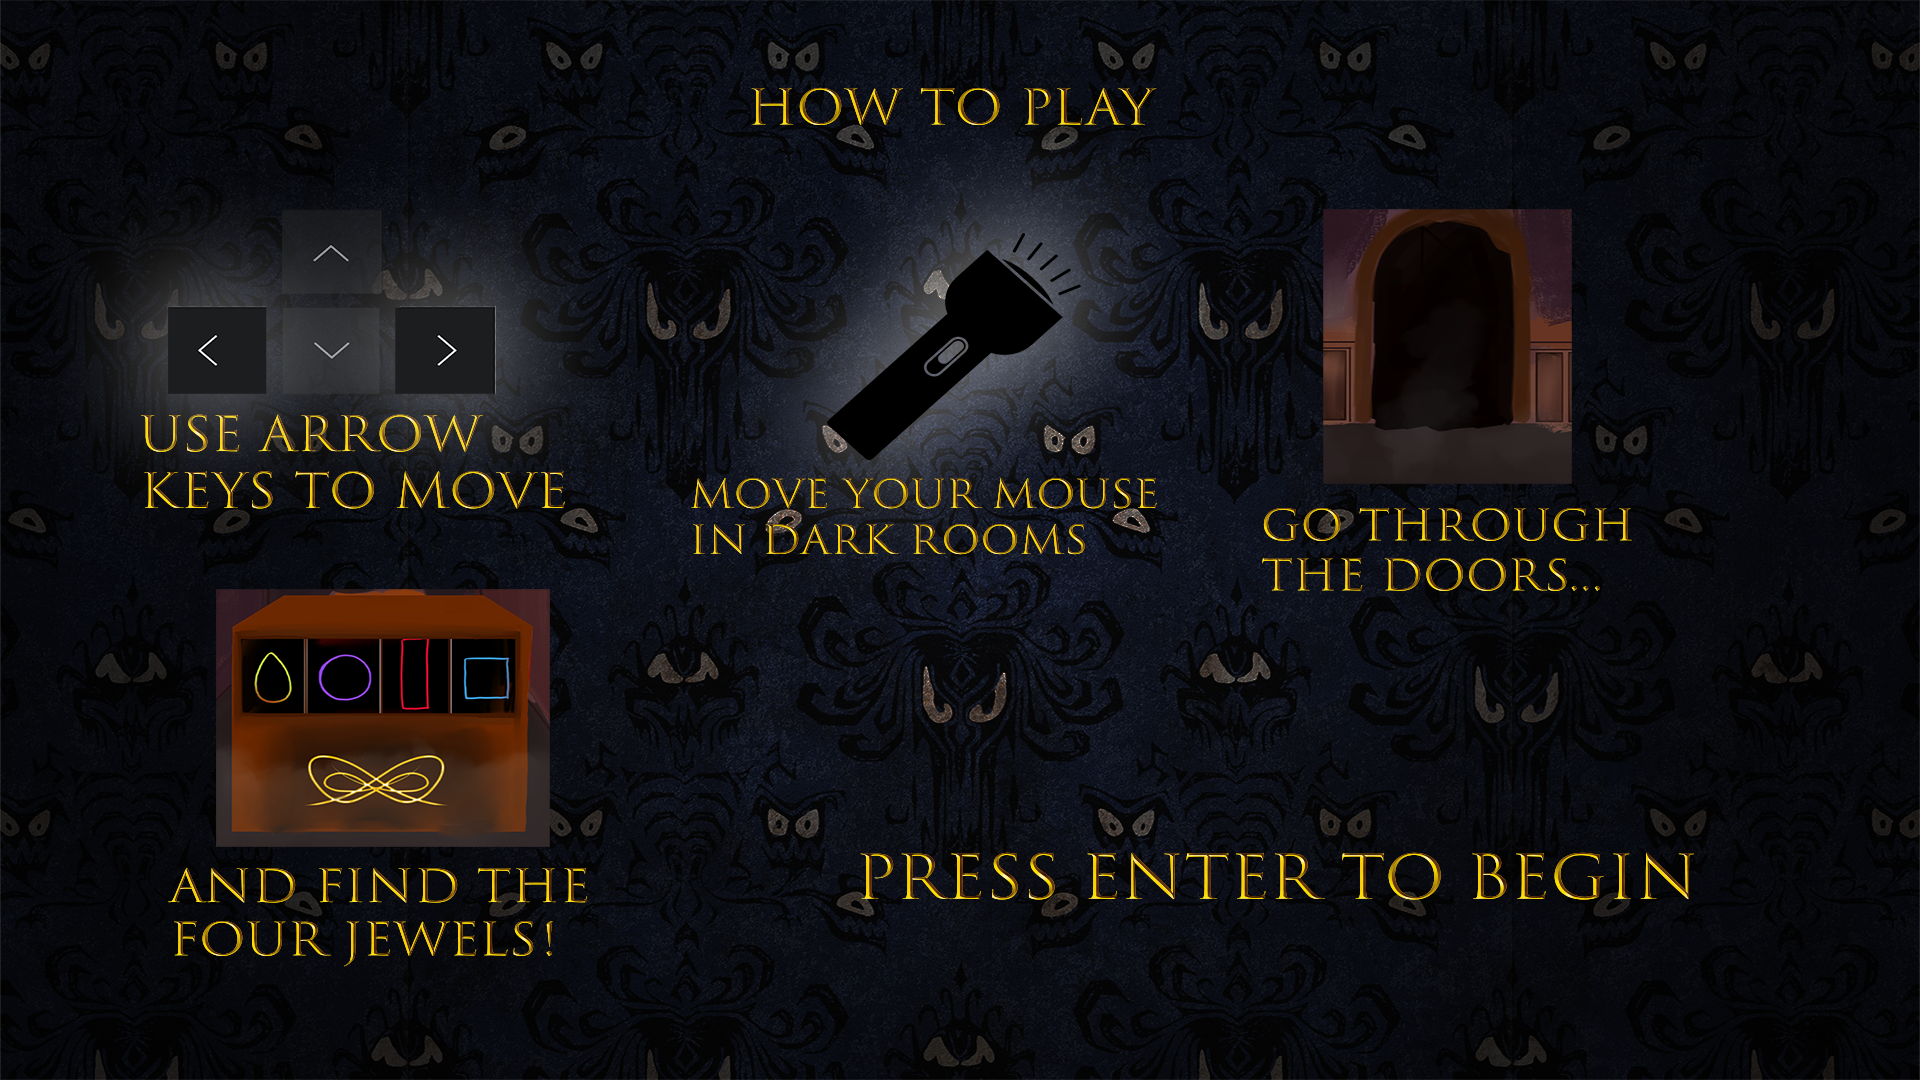 HOW TO PLAY
USE ARROW
KEYS TO MOVE
MOVE YOUR MOUSE
IN DARK ROOMS
GO THROUGH
THE DOORS...
AND FIND THE
FOUR JEWELS!
PRESS ENTER TO BEGIN